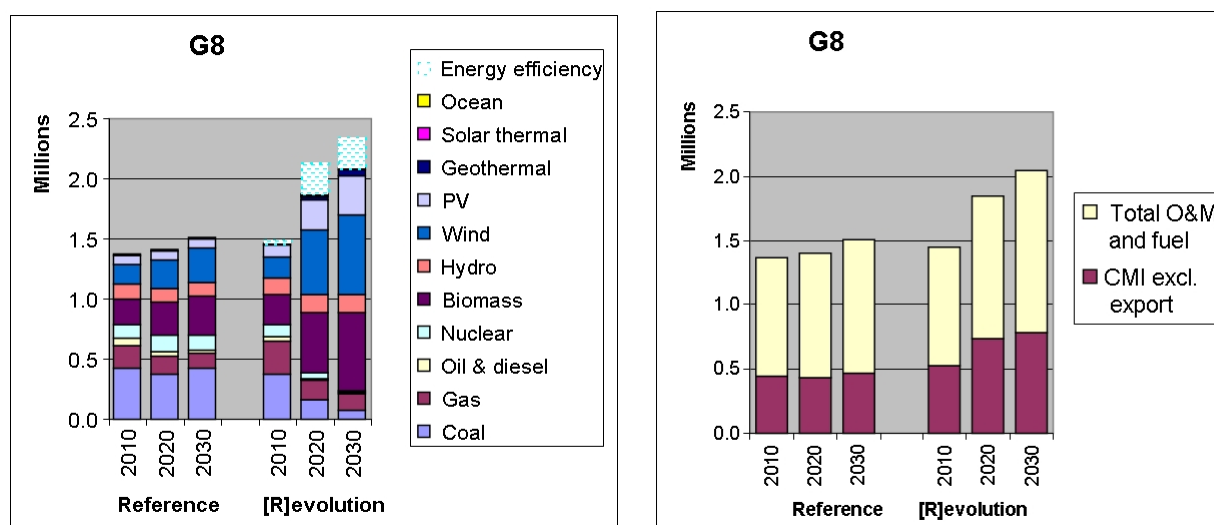 G8
Millions
2.5
2.0
1.5
1.0
0.5
0.0
2010
2020
2030
2010
2020
2030
Reference
[R]evolution
Energy efficiency
Ocean
Solar thermal
Geothermal
PV
Wind
Hydro
Biomass
Nuclear
Oil & diesel
Gas
Coal
G8
Millions
2.5
2.0
1.5
1.0
0.5
0.0
2010
2020
2030
2010
2020
2030
Reference
[R]evolution
Total O&M
and fuel
CMI excl.
export